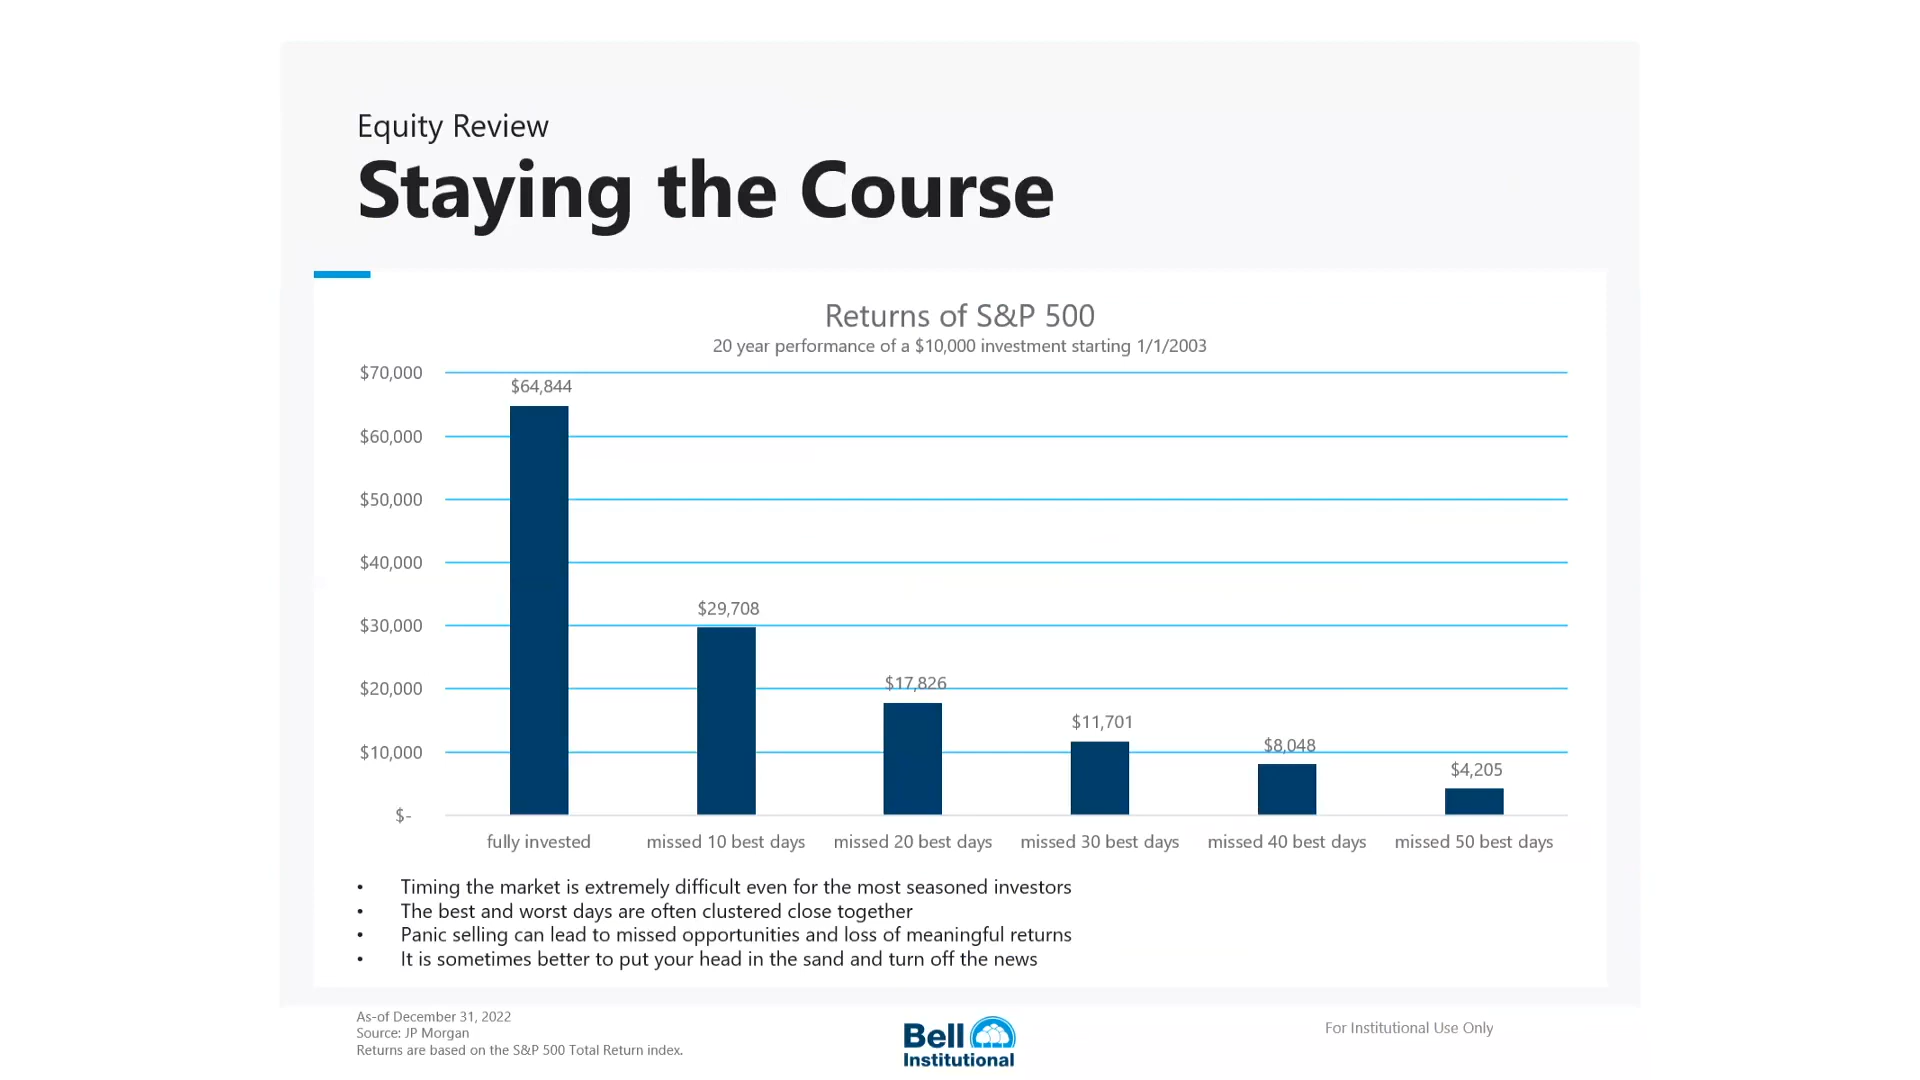 Equity Review
Staying the Course
Returns of S&P 500
20 year performance of a $10,000 investment starting 1/1/2003
$70,000
$60,000
$50,000
$40,000
$30,000
$20,000
$10,000
$-
$64,844
$29,708
$17,826
$11,701
$8,048
$4,205
fully invested
missed 10 best days
missed 20 best days
missed 30 best days
missed 40 best days
missed 50 best days
• Timing the market is extremely difficult even for the most seasoned investors
• The best and worst days are often clustered close together
• Panic selling can lead to missed opportunities and loss of meaningful returns
• It is sometimes better to put your head in the sand and turn off the news
As-of December 31, 2022
Source: JP Morgan
Returns are based on the S&P 500 Total Return index.
Bell
Institutional
For Institutional Use Only